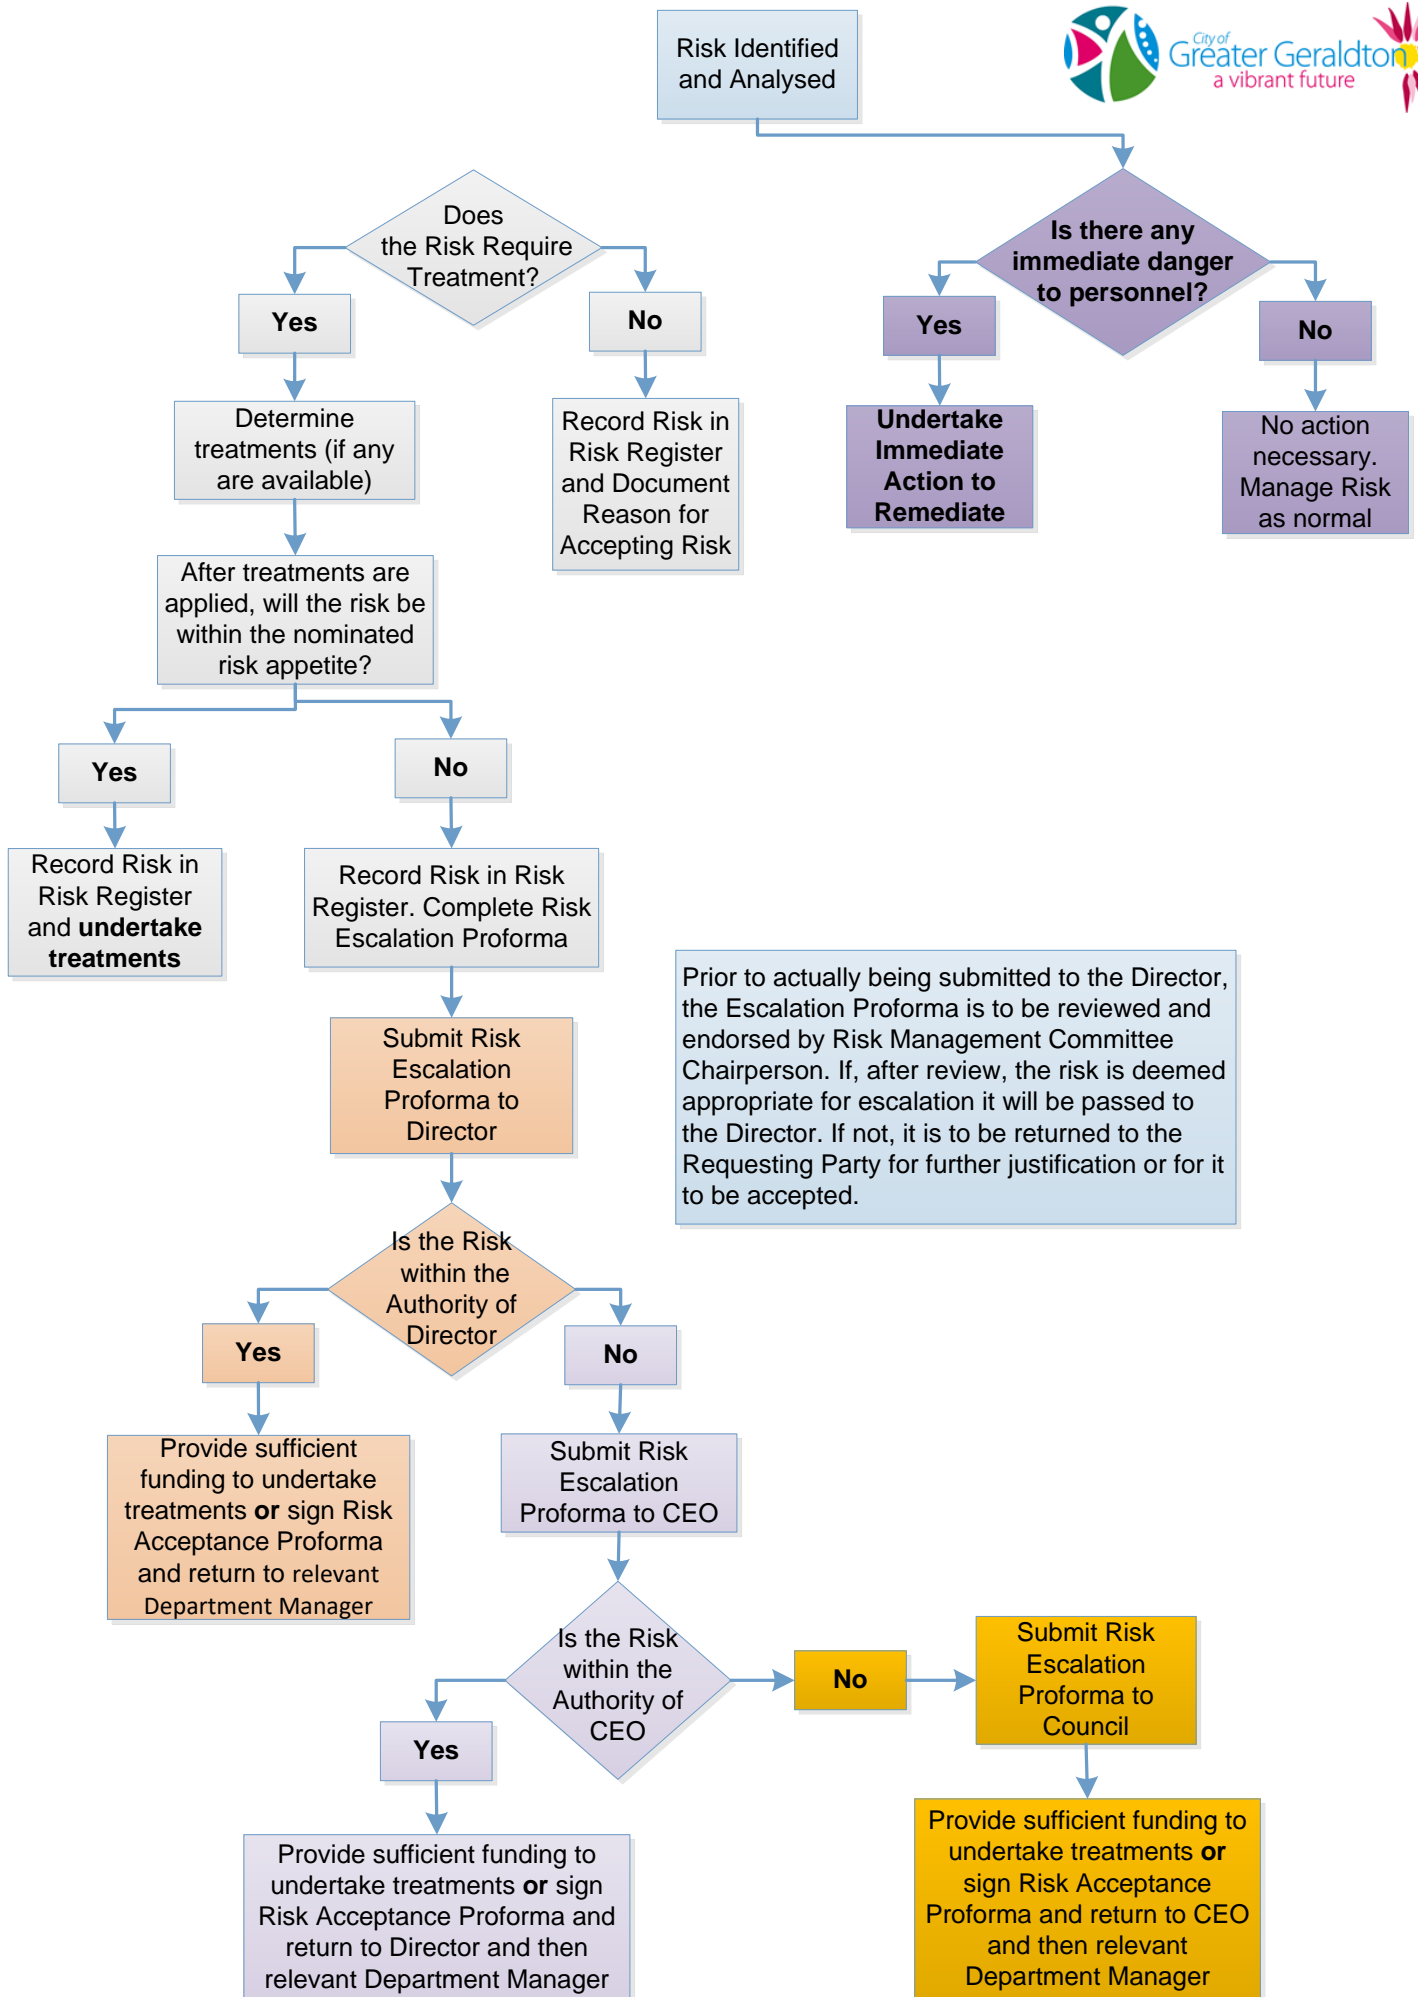 Risk Identified
and Analysed
City of
Greater Geraldton
a vibrant future
Does
the Risk Require
Treatment?
Yes
No
Is there any
immediate danger
to personnel?
Yes
No
Determine
treatments (if any
are available)
Record Risk in
Risk Register
and Document
Reason for
Accepting Risk
Undertake
Immediate
Action to
Remediate
No action
necessary.
Manage Risk
as normal
After treatments are
applied, will the risk be
within the nominated
risk appetite?
Yes
No
Record Risk in
Risk Register
and undertake
treatments
Record Risk in Risk
Register. Complete Risk
Escalation Proforma
Prior to actually being submitted to the Director,
the Escalation Proforma is to be reviewed and
endorsed by Risk Management Committee
Chairperson. If, after review, the risk is deemed
appropriate for escalation it will be passed to
the Director. If not, it is to be returned to the
Requesting Party for further justification or for it
to be accepted.
Submit Risk
Escalation
Proforma to
Director
Is the Risk
within the
Authority of
Director
Yes
No
Provide sufficient
funding to undertake
treatments or sign Risk
Acceptance Proforma
and return to relevant
Department Manager
Submit Risk
Escalation
Proforma to CEO
Is the Risk
within the
Authority of
CEO
Yes
No
Submit Risk
Escalation
Proforma to
Council
Provide sufficient funding to
undertake treatments or sign
Risk Acceptance Proforma and
return to Director and then
relevant Department Manager
Provide sufficient funding to
undertake treatments or
sign Risk Acceptance
Proforma and return to CEO
and then relevant
Department Manager